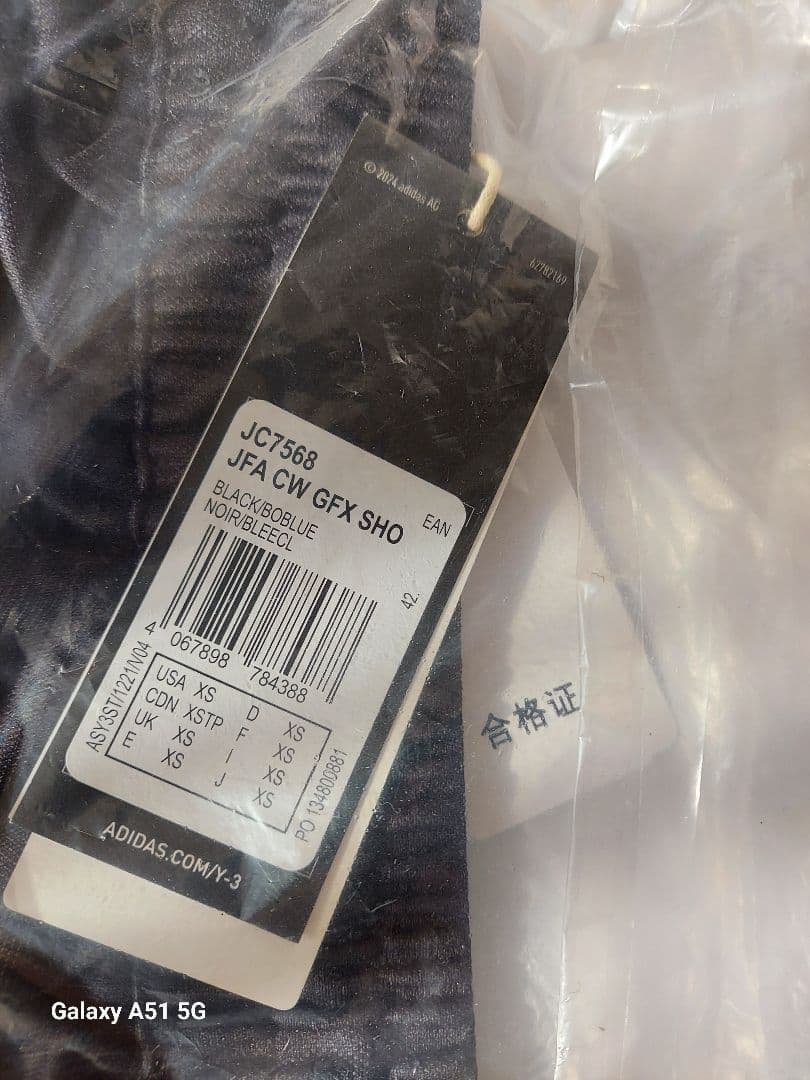 © 2024 adidas AG
62782169
JC7568
JFA CW GFX SHO
BLACK/BOBLUE
NOIR/BLEECL
EAN
42.
4 067898 784388
ASY3ST/1221/N04
USA XS D XS
CDN XSTP F XS
UK XS I XS
E XS J XS
PO 134800881
ADIDAS.COM/Y-3
合格证
Galaxy A51 5G